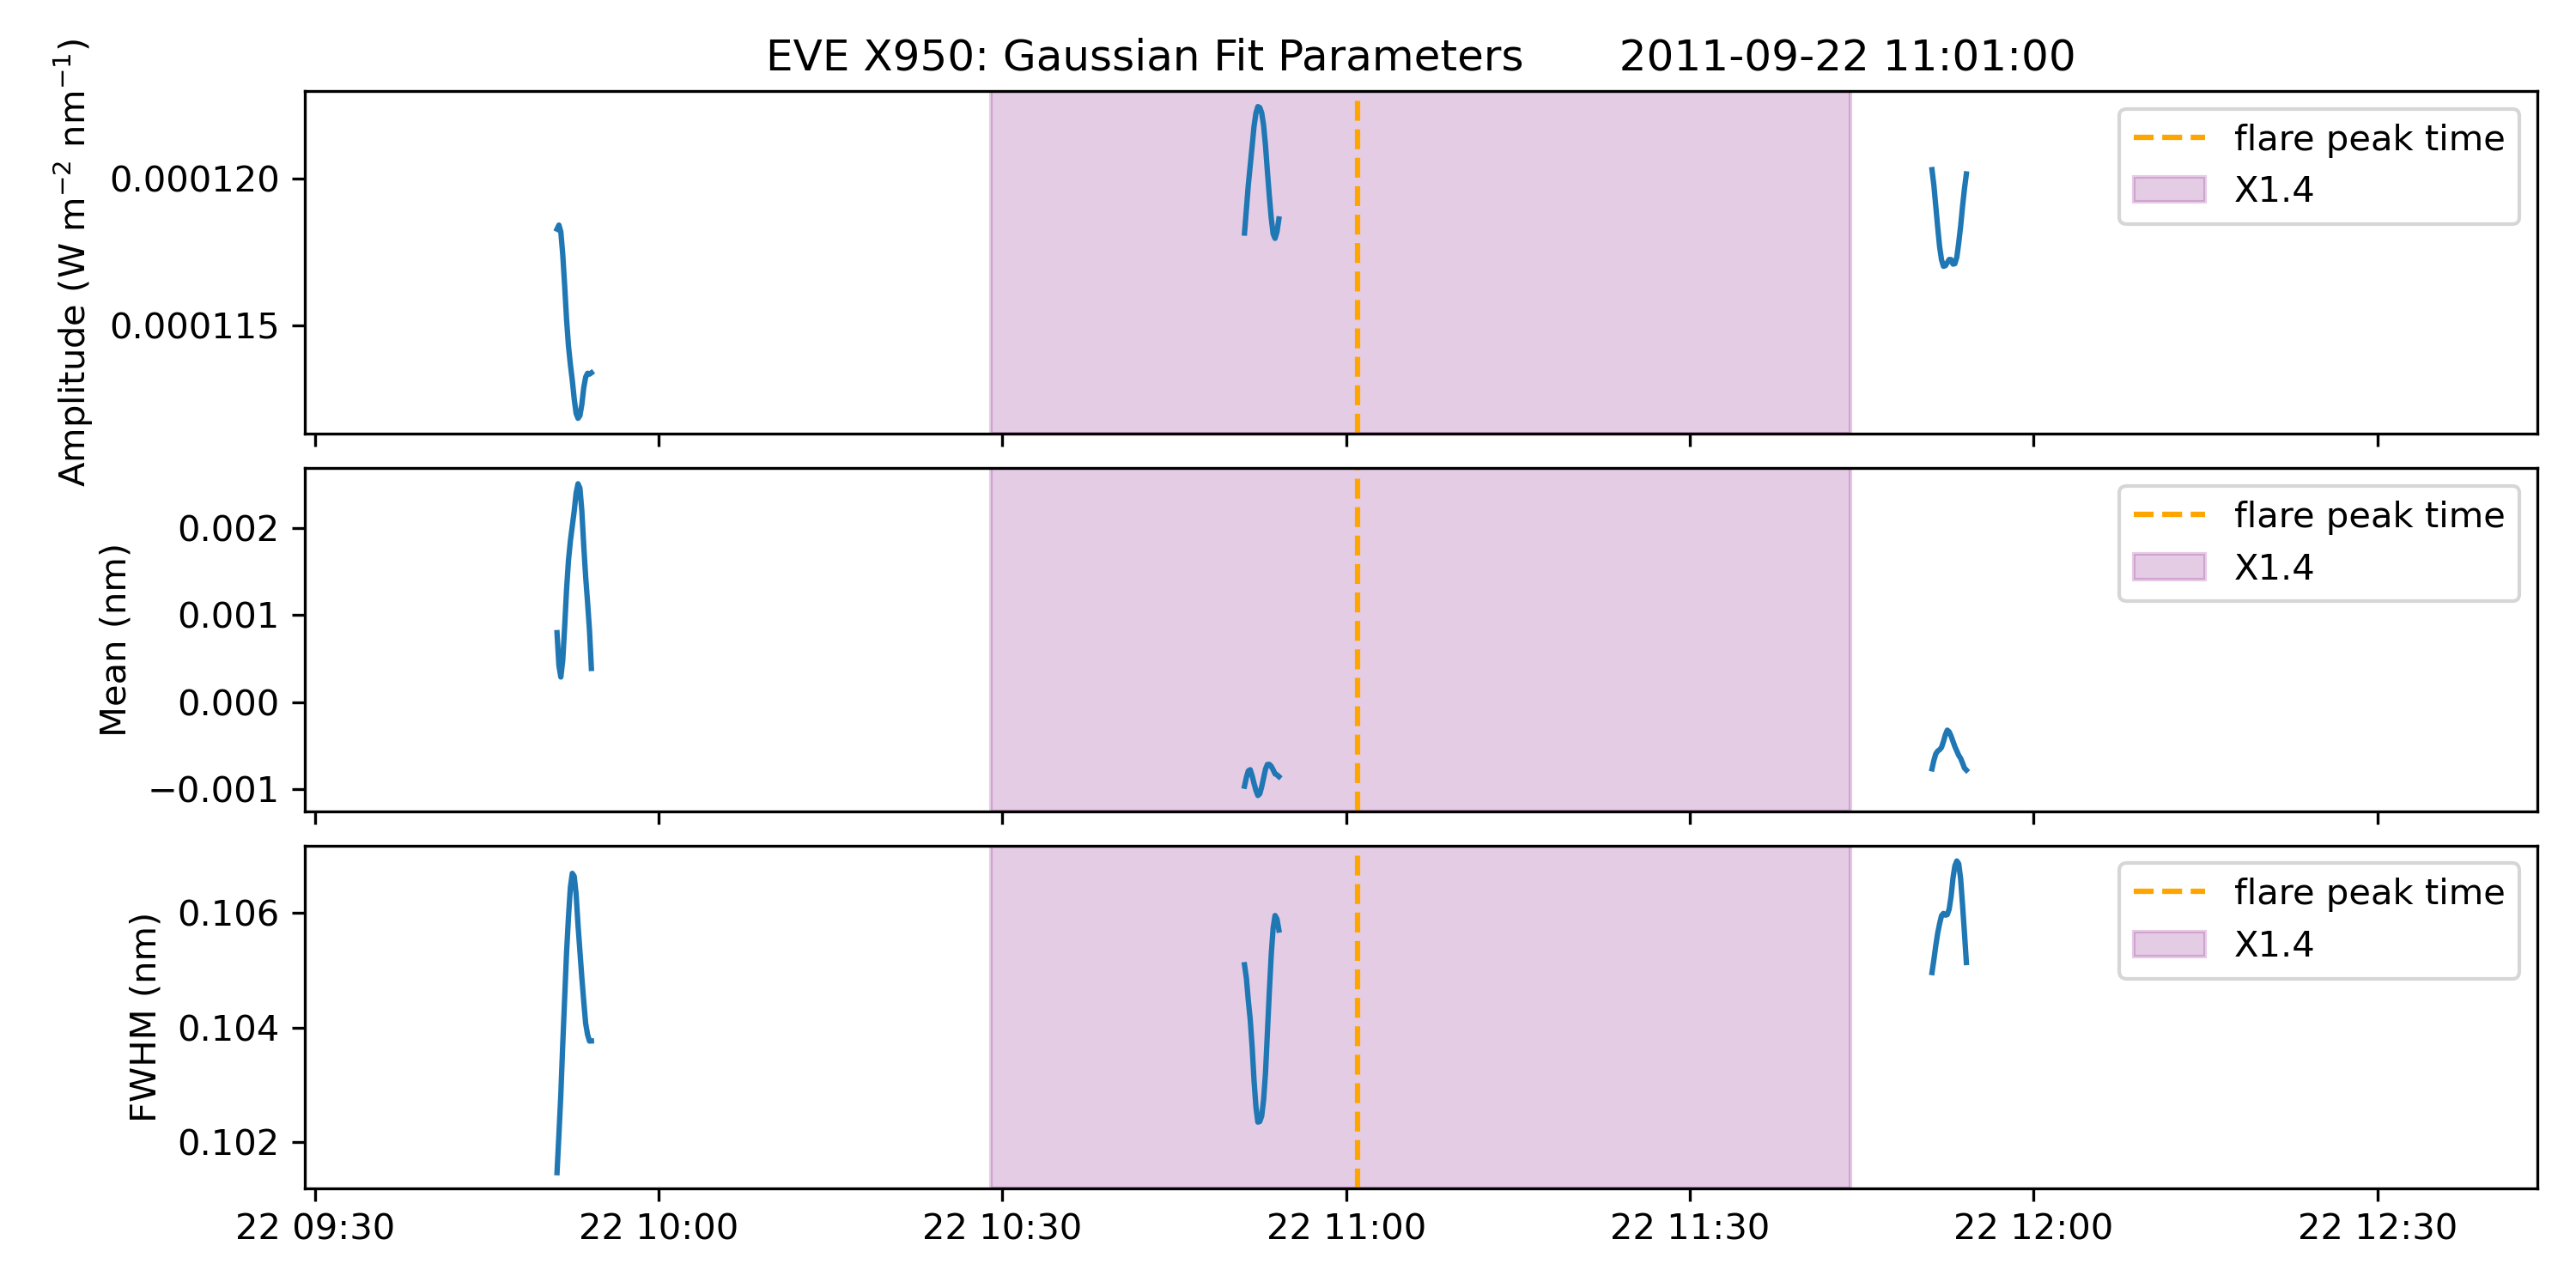 EVE X950: Gaussian Fit Parameters 2011-09-22 11:01:00
Amplitude (W m⁻² nm⁻¹)
0.000120
0.000115
flare peak time
X1.4
Mean (nm)
0.002
0.001
0.000
−0.001
flare peak time
X1.4
FWHM (nm)
0.106
0.104
0.102
flare peak time
X1.4
22 09:30 22 10:00 22 10:30 22 11:00 22 11:30 22 12:00 22 12:30